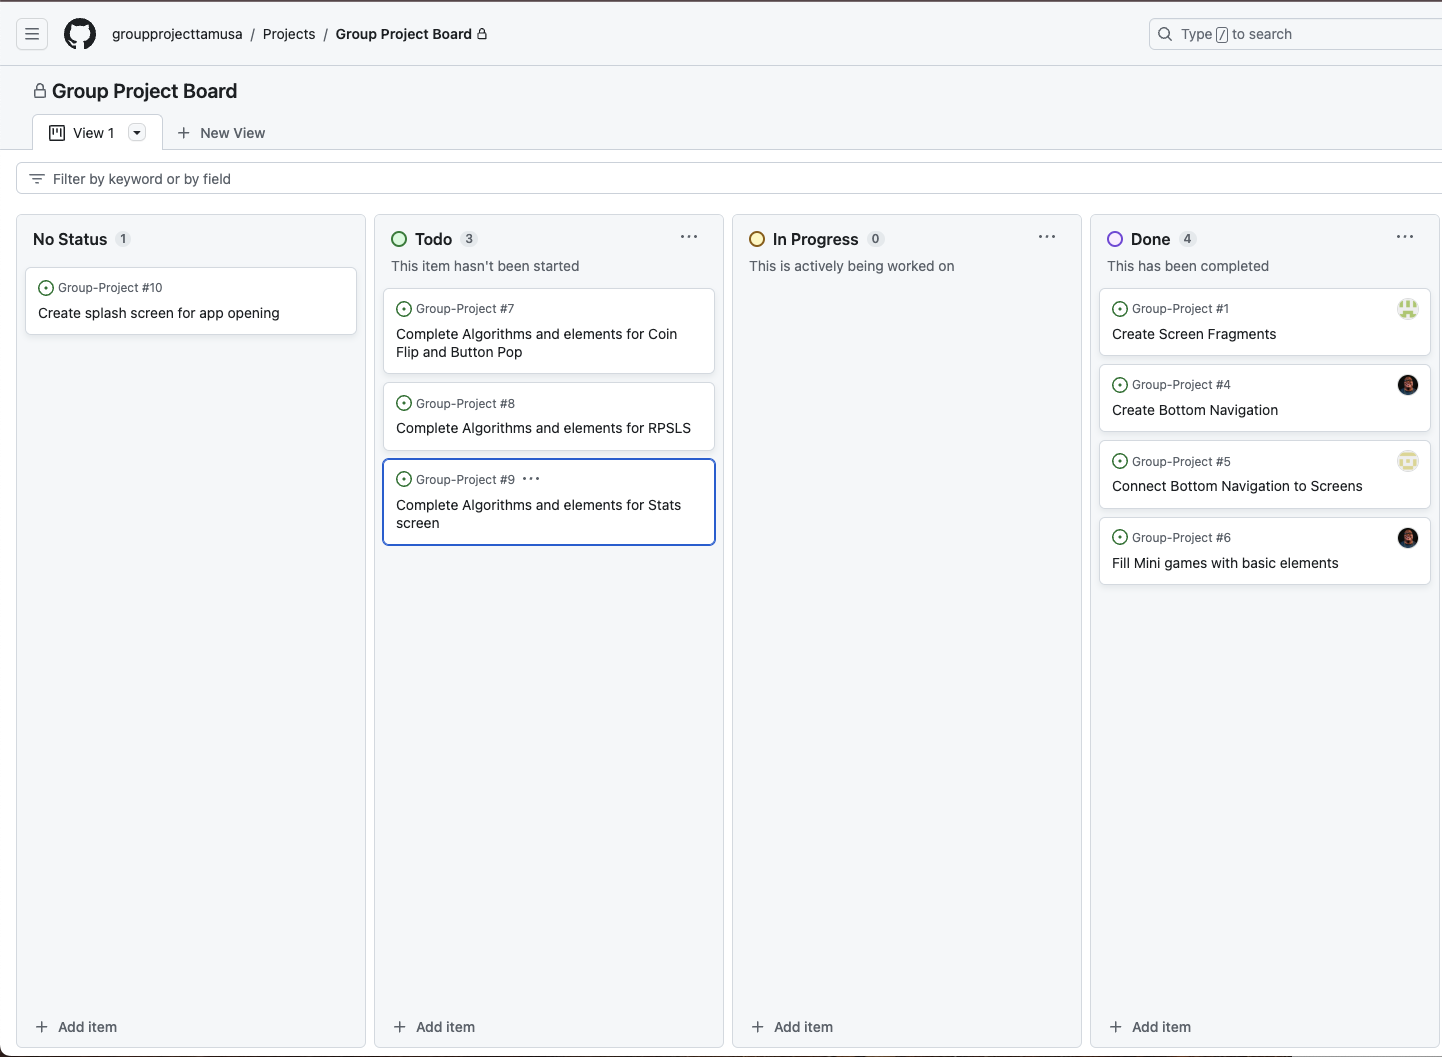 groupprojecttamusa / Projects / Group Project Board
Type / to search
Group Project Board
View 1
New View
Filter by keyword or by field
No Status 1
Group-Project #10
Create splash screen for app opening
Add item
Todo 3
This item hasn't been started
Group-Project #7
Complete Algorithms and elements for Coin
Flip and Button Pop
Group-Project #8
Complete Algorithms and elements for RPSLS
Group-Project #9
Complete Algorithms and elements for Stats
screen
Add item
In Progress 0
This is actively being worked on
Add item
Done 4
This has been completed
Group-Project #1
Create Screen Fragments
Group-Project #4
Create Bottom Navigation
Group-Project #5
Connect Bottom Navigation to Screens
Group-Project #6
Fill Mini games with basic elements
Add item